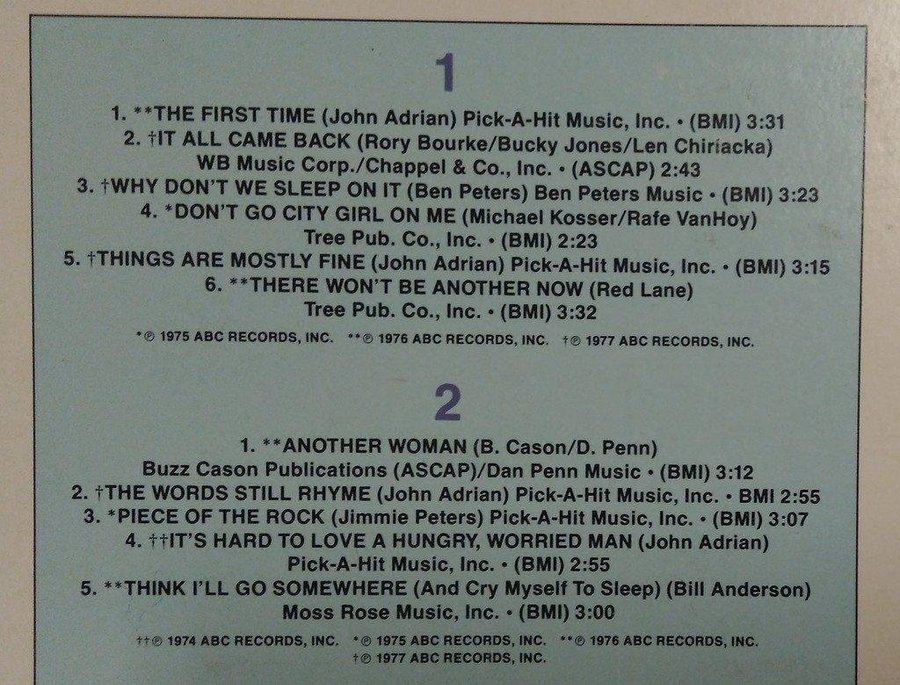 1
1. **THE FIRST TIME (John Adrian) Pick-A-Hit Music, Inc. • (BMI) 3:31
2. †IT ALL CAME BACK (Rory Bourke/Bucky Jones/Len Chiriacka)
WB Music Corp./Chappel & Co., Inc. • (ASCAP) 2:43
3. †WHY DON'T WE SLEEP ON IT (Ben Peters) Ben Peters Music • (BMI) 3:23
4. *DON'T GO CITY GIRL ON ME (Michael Kosser/Rafe VanHoy)
Tree Pub. Co., Inc. • (BMI) 2:23
5. †THINGS ARE MOSTLY FINE (John Adrian) Pick-A-Hit Music, Inc. • (BMI) 3:15
6. **THERE WON'T BE ANOTHER NOW (Red Lane)
Tree Pub. Co., Inc. • (BMI) 3:32
*℗ 1975 ABC RECORDS, INC. **℗ 1976 ABC RECORDS, INC. †℗ 1977 ABC RECORDS, INC.
2
1. **ANOTHER WOMAN (B. Cason/D. Penn)
Buzz Cason Publications (ASCAP)/Dan Penn Music • (BMI) 3:12
2. †THE WORDS STILL RHYME (John Adrian) Pick-A-Hit Music, Inc. • BMI 2:55
3. *PIECE OF THE ROCK (Jimmie Peters) Pick-A-Hit Music, Inc. • (BMI) 3:07
4. ††IT'S HARD TO LOVE A HUNGRY, WORRIED MAN (John Adrian)
Pick-A-Hit Music, Inc. • (BMI) 2:55
5. **THINK I'LL GO SOMEWHERE (And Cry Myself To Sleep) (Bill Anderson)
Moss Rose Music, Inc. • (BMI) 3:00
††℗ 1974 ABC RECORDS, INC. *℗ 1975 ABC RECORDS, INC. **℗ 1976 ABC RECORDS, INC.
†℗ 1977 ABC RECORDS, INC.